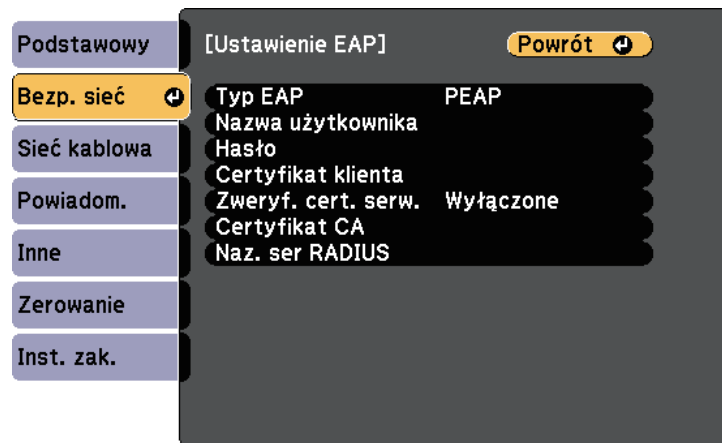 Podstawowy
Bezp. sieć
Sieć kablowa
Powiadom.
Inne
Zerowanie
Inst. zak.
[Ustawienie EAP] Powrót
Typ EAP PEAP
Nazwa użytkownika
Hasło
Certyfikat klienta
Zweryf. cert. serw. Wyłączone
Certyfikat CA
Naz. ser RADIUS